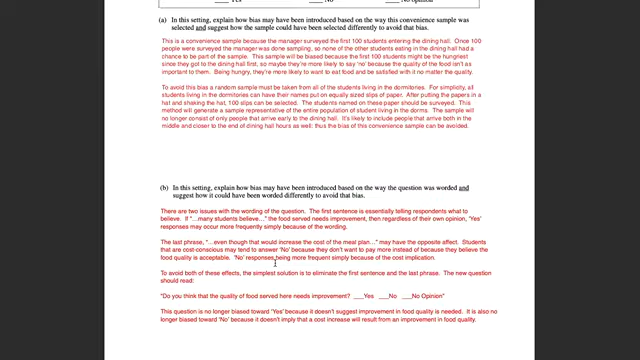 ____ Yes ____ No ____ No opinion
(a) In this setting, explain how bias may have been introduced based on the way this convenience sample was
selected and suggest how the sample could have been selected differently to avoid that bias.
This is a convenience sample because the manager surveyed the first 100 students entering the dining hall. Once 100
people were surveyed the manager was done sampling, so none of the other students eating in the dining hall had a
chance to be part of the sample. This sample will be biased because the first 100 students might be the hungriest
since they got to the dining hall first, so maybe they're more likely to say 'no' because the quality of the food isn't as
important to them. Being hungry, they're more likely to want to eat food and be satisfied with it no matter the quality.
To avoid this bias a random sample must be taken from all of the students living in the dormitories. For simplicity, all
students living in the dormitories can have their names put on equally sized slips of paper. After putting the papers in a
hat and shaking the hat, 100 slips can be selected. The students named on these paper should be surveyed. This
method will generate a sample representative of the entire population of student living in the dorms. The sample will
no longer consist of only people that arrive early to the dining hall. It's likely to include people that arrive both in the
middle and closer to the end of dining hall hours as well: thus the bias of this convenience sample can be avoided.
(b) In this setting, explain how bias may have been introduced based on the way the question was worded and
suggest how it could have been worded differently to avoid that bias.
There are two issues with the wording of the question. The first sentence is essentially telling respondents what to
believe. If "...many students believe..." the food served needs improvement, then regardless of their own opinion, 'Yes'
responses may occur more frequently simply because of the wording.
The last phrase, "...even though that would increase the cost of the meal plan..." may have the opposite affect. Students
that are cost-conscious may tend to answer 'No' because they don't want to pay more instead of because they believe the
food quality is acceptable. 'No' responses being more frequent simply because of the cost implication.
To avoid both of these effects, the simplest solution is to eliminate the first sentence and the last phrase. The new question
should read:
"Do you think that the quality of food served here needs improvement? ___Yes ___No ___No Opinion"
This question is no longer biased toward 'Yes' because it doesn't suggest improvement in food quality is needed. It is also no
longer biased toward 'No' because it doesn't imply that a cost increase will result from an improvement in food quality.